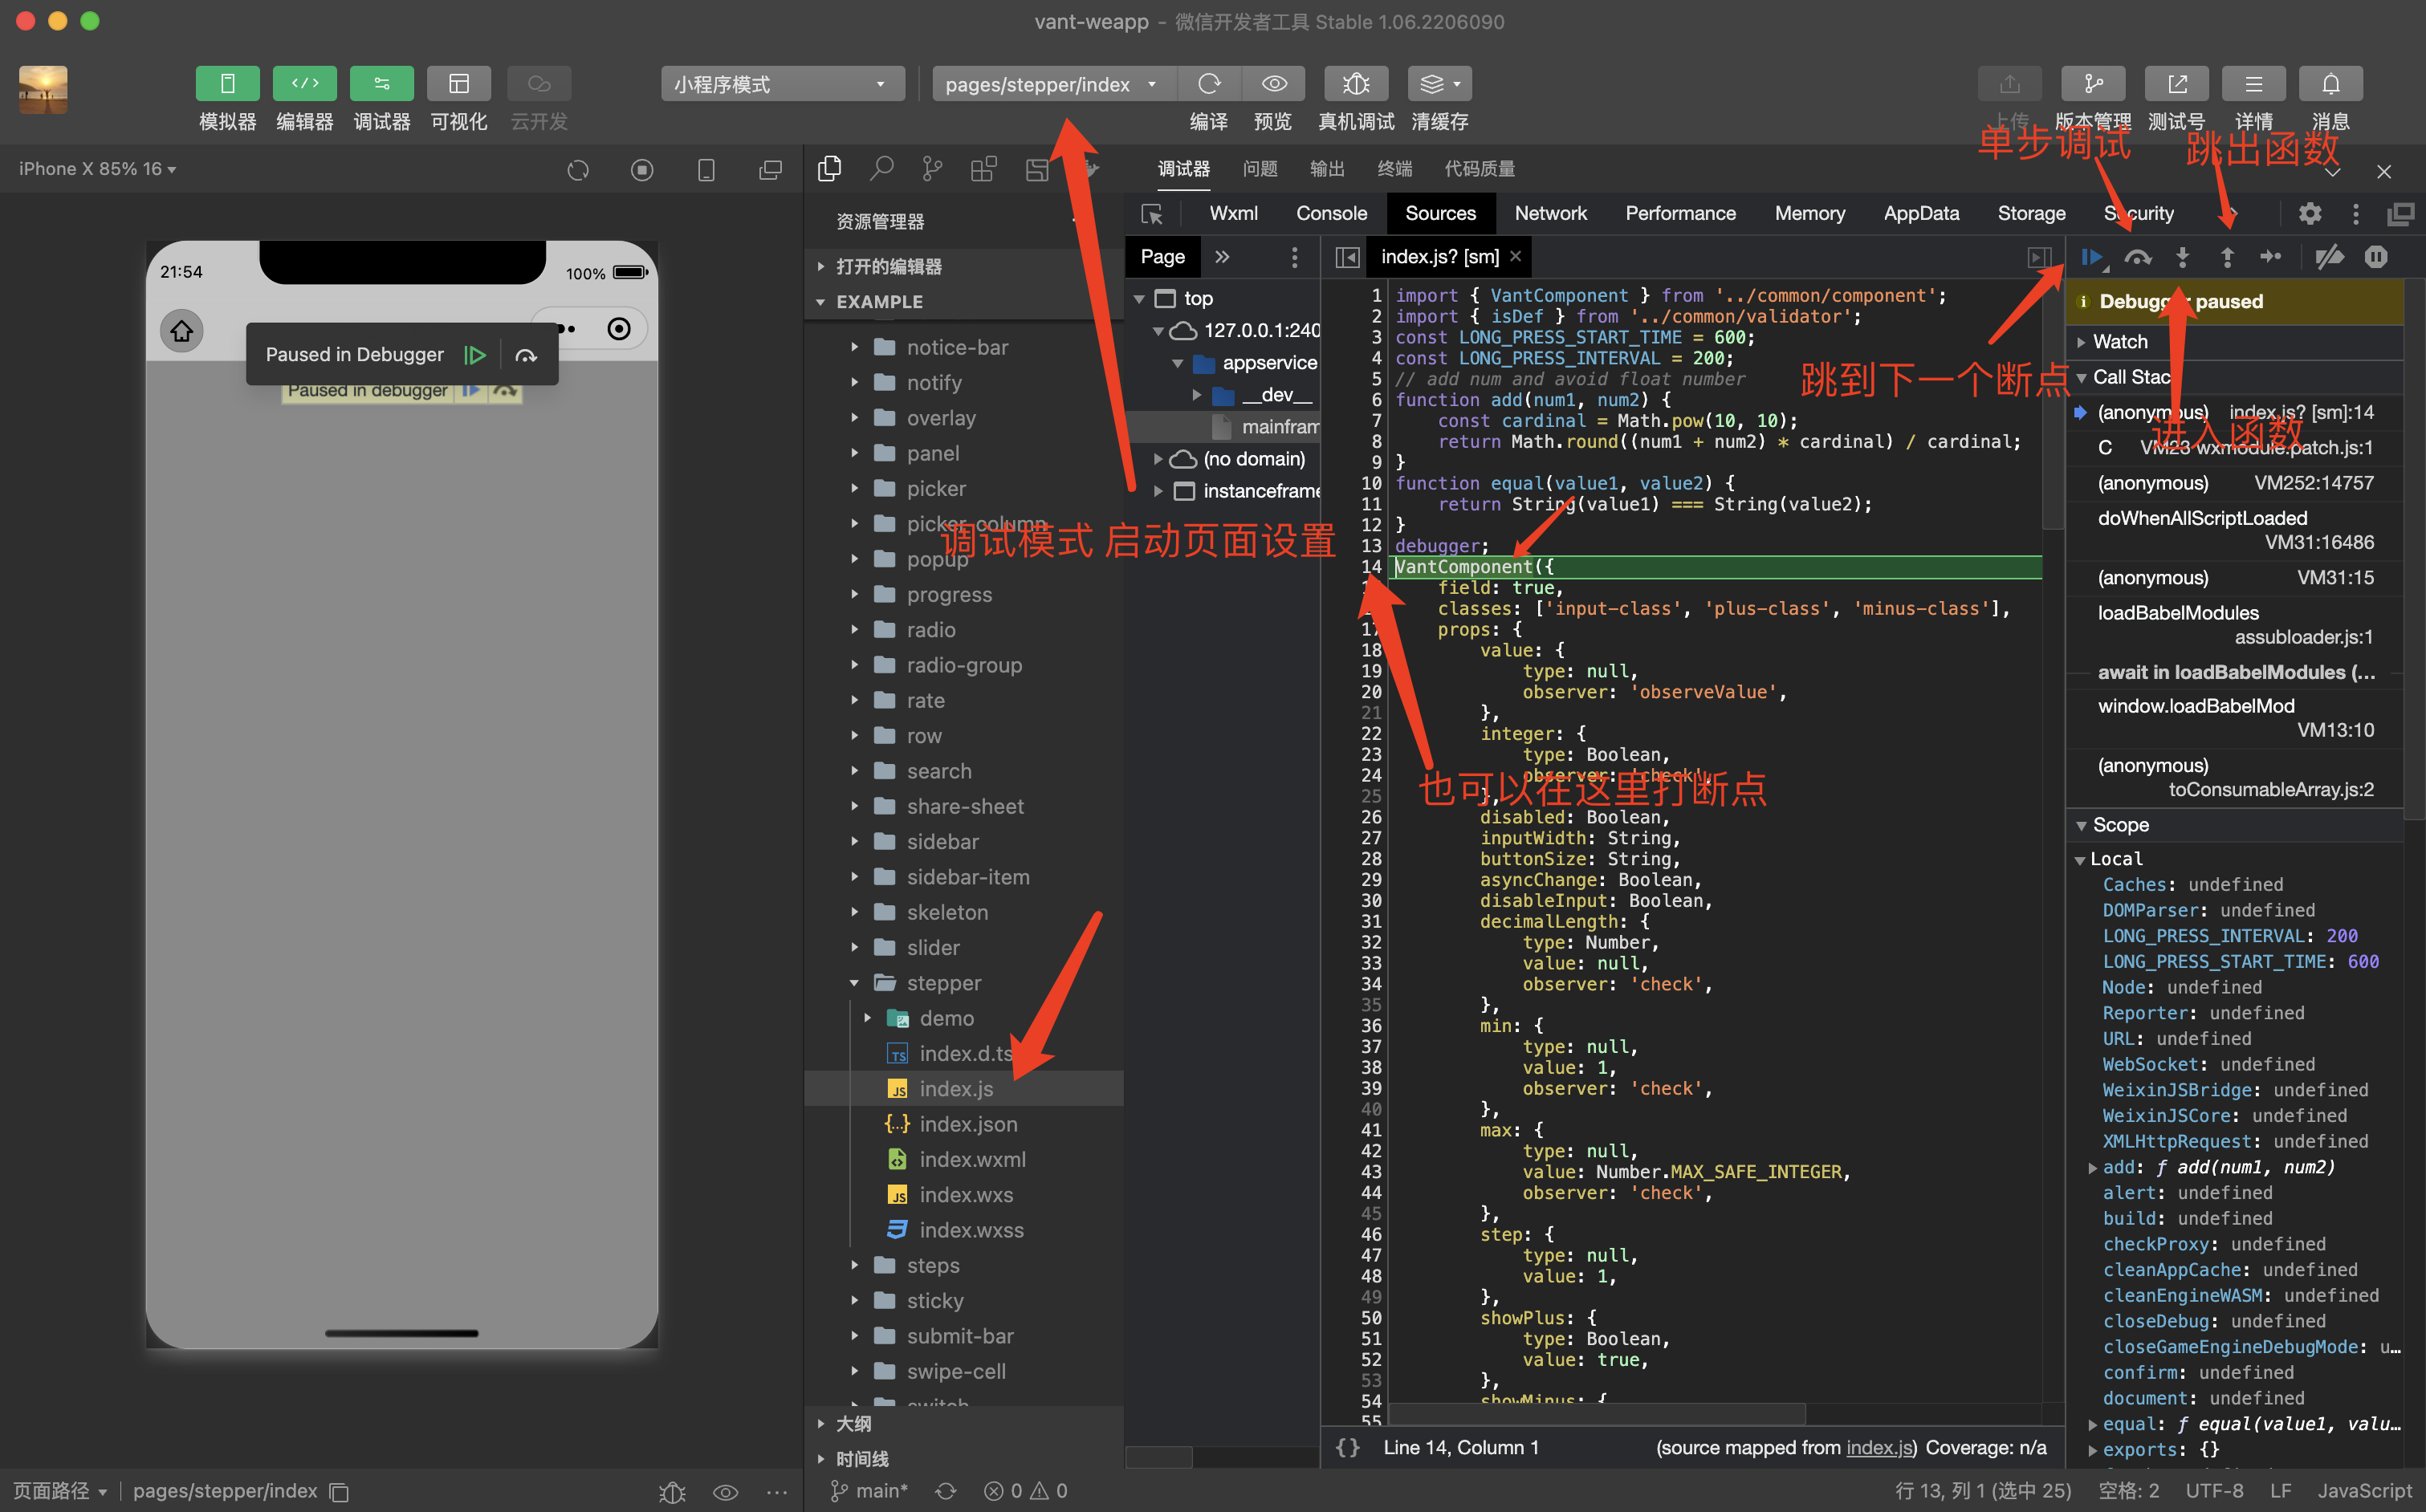 vant-weapp － 微信开发者工具 Stable 1.06.2206090
模拟器 编辑器 调试器 可视化 云开发
小程序模式
pages/stepper/index
编译 预览 真机调试 清缓存
上传 版本管理 测试号 详情 消息
单步调试
跳出函数
iPhone X 85% 16
调试器 问题 输出 终端 代码质量
Wxml Console Sources Network Performance Memory AppData Storage Security
21:54
100%
Paused in Debugger
Paused in debugger
资源管理器
打开的编辑器
EXAMPLE
notice-bar
notify
overlay
panel
picker
picker-column
popup
progress
radio
radio-group
rate
row
search
share-sheet
sidebar
sidebar-item
skeleton
slider
stepper
demo
index.d.ts
index.js
index.json
index.wxml
index.wxs
index.wxss
steps
sticky
submit-bar
swipe-cell
switch
大纲
时间线
调试模式 启动页面设置
Page »
top
127.0.0.1:240
appservice
__dev__
mainfram
(no domain)
instanceframe
index.js? [sm] ×
1 import { VantComponent } from '../common/component';
2 import { isDef } from '../common/validator';
3 const LONG_PRESS_START_TIME = 600;
4 const LONG_PRESS_INTERVAL = 200;
5 // add num and avoid float number
6 function add(num1, num2) {
7 const cardinal = Math.pow(10, 10);
8 return Math.round((num1 + num2) * cardinal) / cardinal;
9 }
10 function equal(value1, value2) {
11 return String(value1) === String(value2);
12 }
13 debugger;
14 VantComponent({
field: true,
classes: ['input-class', 'plus-class', 'minus-class'],
17 props: {
18 value: {
19 type: null,
20 observer: 'observeValue',
21 },
22 integer: {
23 type: Boolean,
24 observer: 'check',
25 },
也可以在这里打断点
26 disabled: Boolean,
27 inputWidth: String,
28 buttonSize: String,
29 asyncChange: Boolean,
30 disableInput: Boolean,
31 decimalLength: {
32 type: Number,
33 value: null,
34 observer: 'check',
35 },
36 min: {
37 type: null,
38 value: 1,
39 observer: 'check',
40 },
41 max: {
42 type: null,
43 value: Number.MAX_SAFE_INTEGER,
44 observer: 'check',
45 },
46 step: {
47 type: null,
48 value: 1,
49 },
50 showPlus: {
51 type: Boolean,
52 value: true,
53 },
54 showMinus: {
55
{} Line 14, Column 1 (source mapped from index.js) Coverage: n/a
Debugger paused
Watch
跳到下一个断点
Call Stac
(anonymous) index.js? [sm]:14
进入函数
C VM23 wxmodule.patch.js:1
(anonymous) VM252:14757
doWhenAllScriptLoaded
VM31:16486
(anonymous) VM31:15
loadBabelModules
assubloader.js:1
await in loadBabelModules (…
window.loadBabelMod
VM13:10
(anonymous)
toConsumableArray.js:2
Scope
Local
Caches: undefined
DOMParser: undefined
LONG_PRESS_INTERVAL: 200
LONG_PRESS_START_TIME: 600
Node: undefined
Reporter: undefined
URL: undefined
WebSocket: undefined
WeixinJSBridge: undefined
WeixinJSCore: undefined
XMLHttpRequest: undefined
add: ƒ add(num1, num2)
alert: undefined
build: undefined
checkProxy: undefined
cleanAppCache: undefined
cleanEngineWASM: undefined
closeDebug: undefined
closeGameEngineDebugMode: u…
confirm: undefined
document: undefined
equal: ƒ equal(value1, valu…
exports: {}
页面路径 pages/stepper/index
main* 0 0
行 13, 列 1 (选中 25) 空格: 2 UTF-8 LF JavaScript